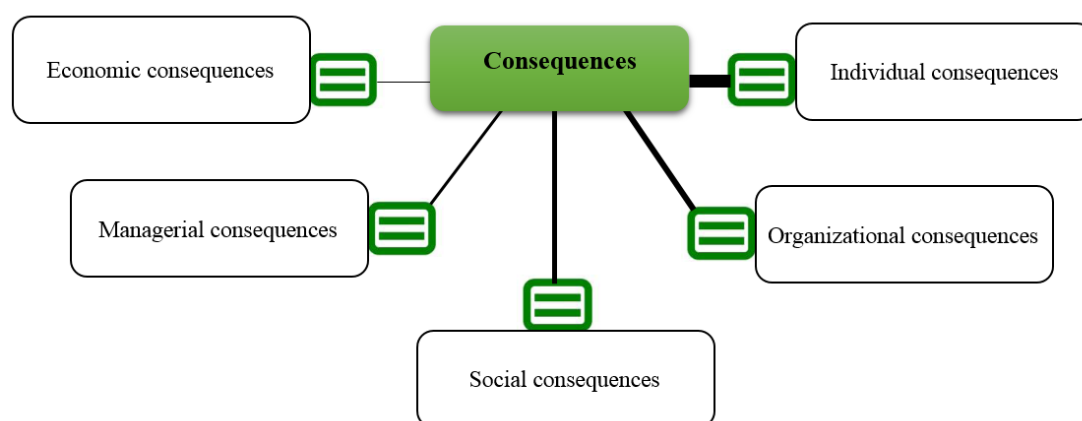 Consequences
Economic consequences
Individual consequences
Managerial consequences
Organizational consequences
Social consequences